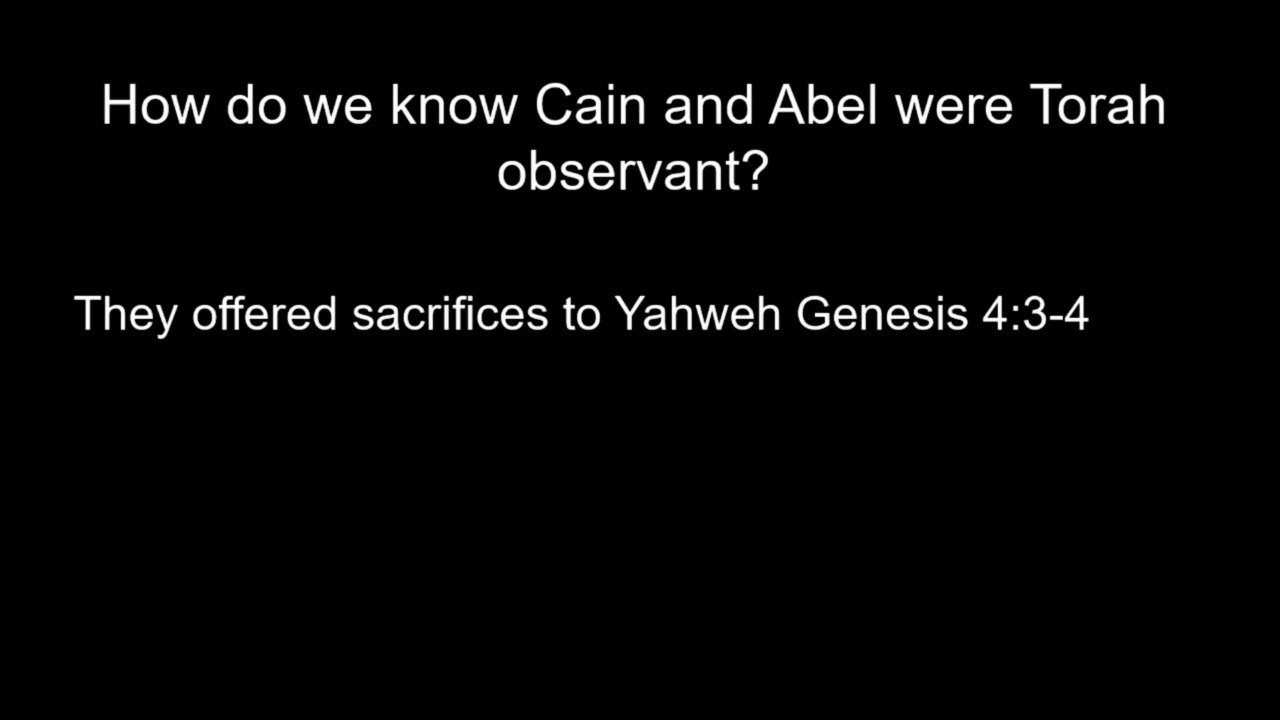 How do we know Cain and Abel were Torah
observant?
They offered sacrifices to Yahweh Genesis 4:3-4